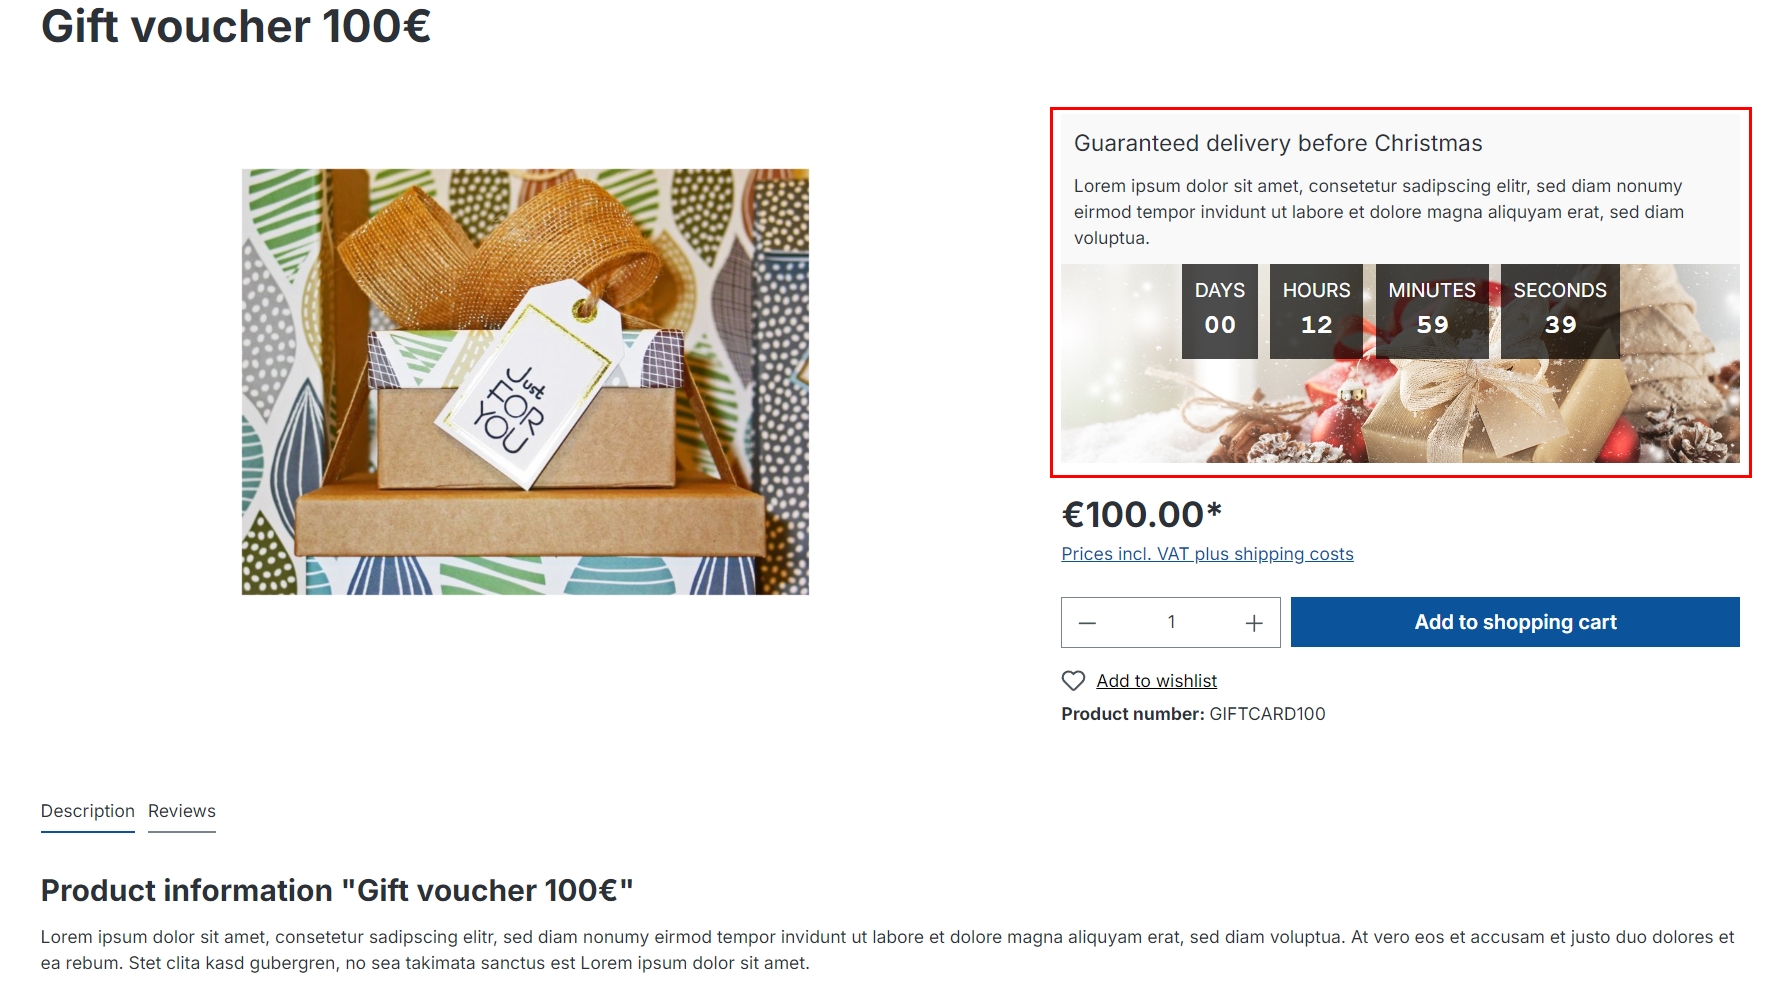 Gift voucher 100€
Just
FOR
YOU
Guaranteed delivery before Christmas
Lorem ipsum dolor sit amet, consetetur sadipscing elitr, sed diam nonumy
eirmod tempor invidunt ut labore et dolore magna aliquyam erat, sed diam
voluptua.
DAYS HOURS MINUTES SECONDS
00 12 59 39
€100.00*
Prices incl. VAT plus shipping costs
1
Add to shopping cart
Add to wishlist
Product number: GIFTCARD100
Description Reviews
Product information "Gift voucher 100€"
Lorem ipsum dolor sit amet, consetetur sadipscing elitr, sed diam nonumy eirmod tempor invidunt ut labore et dolore magna aliquyam erat, sed diam voluptua. At vero eos et accusam et justo duo dolores et
ea rebum. Stet clita kasd gubergren, no sea takimata sanctus est Lorem ipsum dolor sit amet.